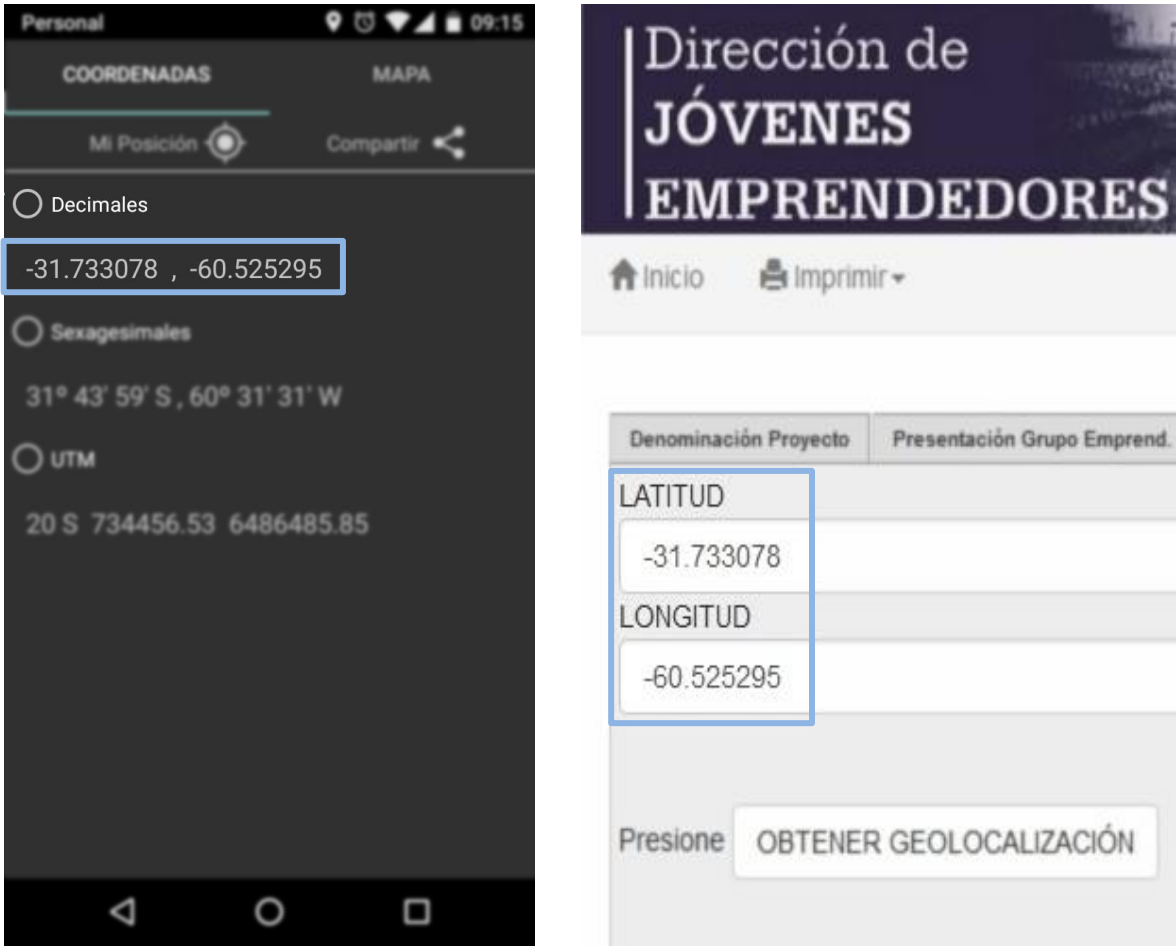 Personal 09:15
COORDENADAS MAPA
Mi Posición Compartir
Decimales
-31.733078 , -60.525295
Sexagesimales
31º 43' 59' S , 60º 31' 31' W
UTM
20 S 734456.53 6486485.85
Dirección de
JÓVENES
EMPRENDEDORES
Inicio Imprimir
Denominación Proyecto Presentación Grupo Emprend.
LATITUD
-31.733078
LONGITUD
-60.525295
Presione OBTENER GEOLOCALIZACIÓN